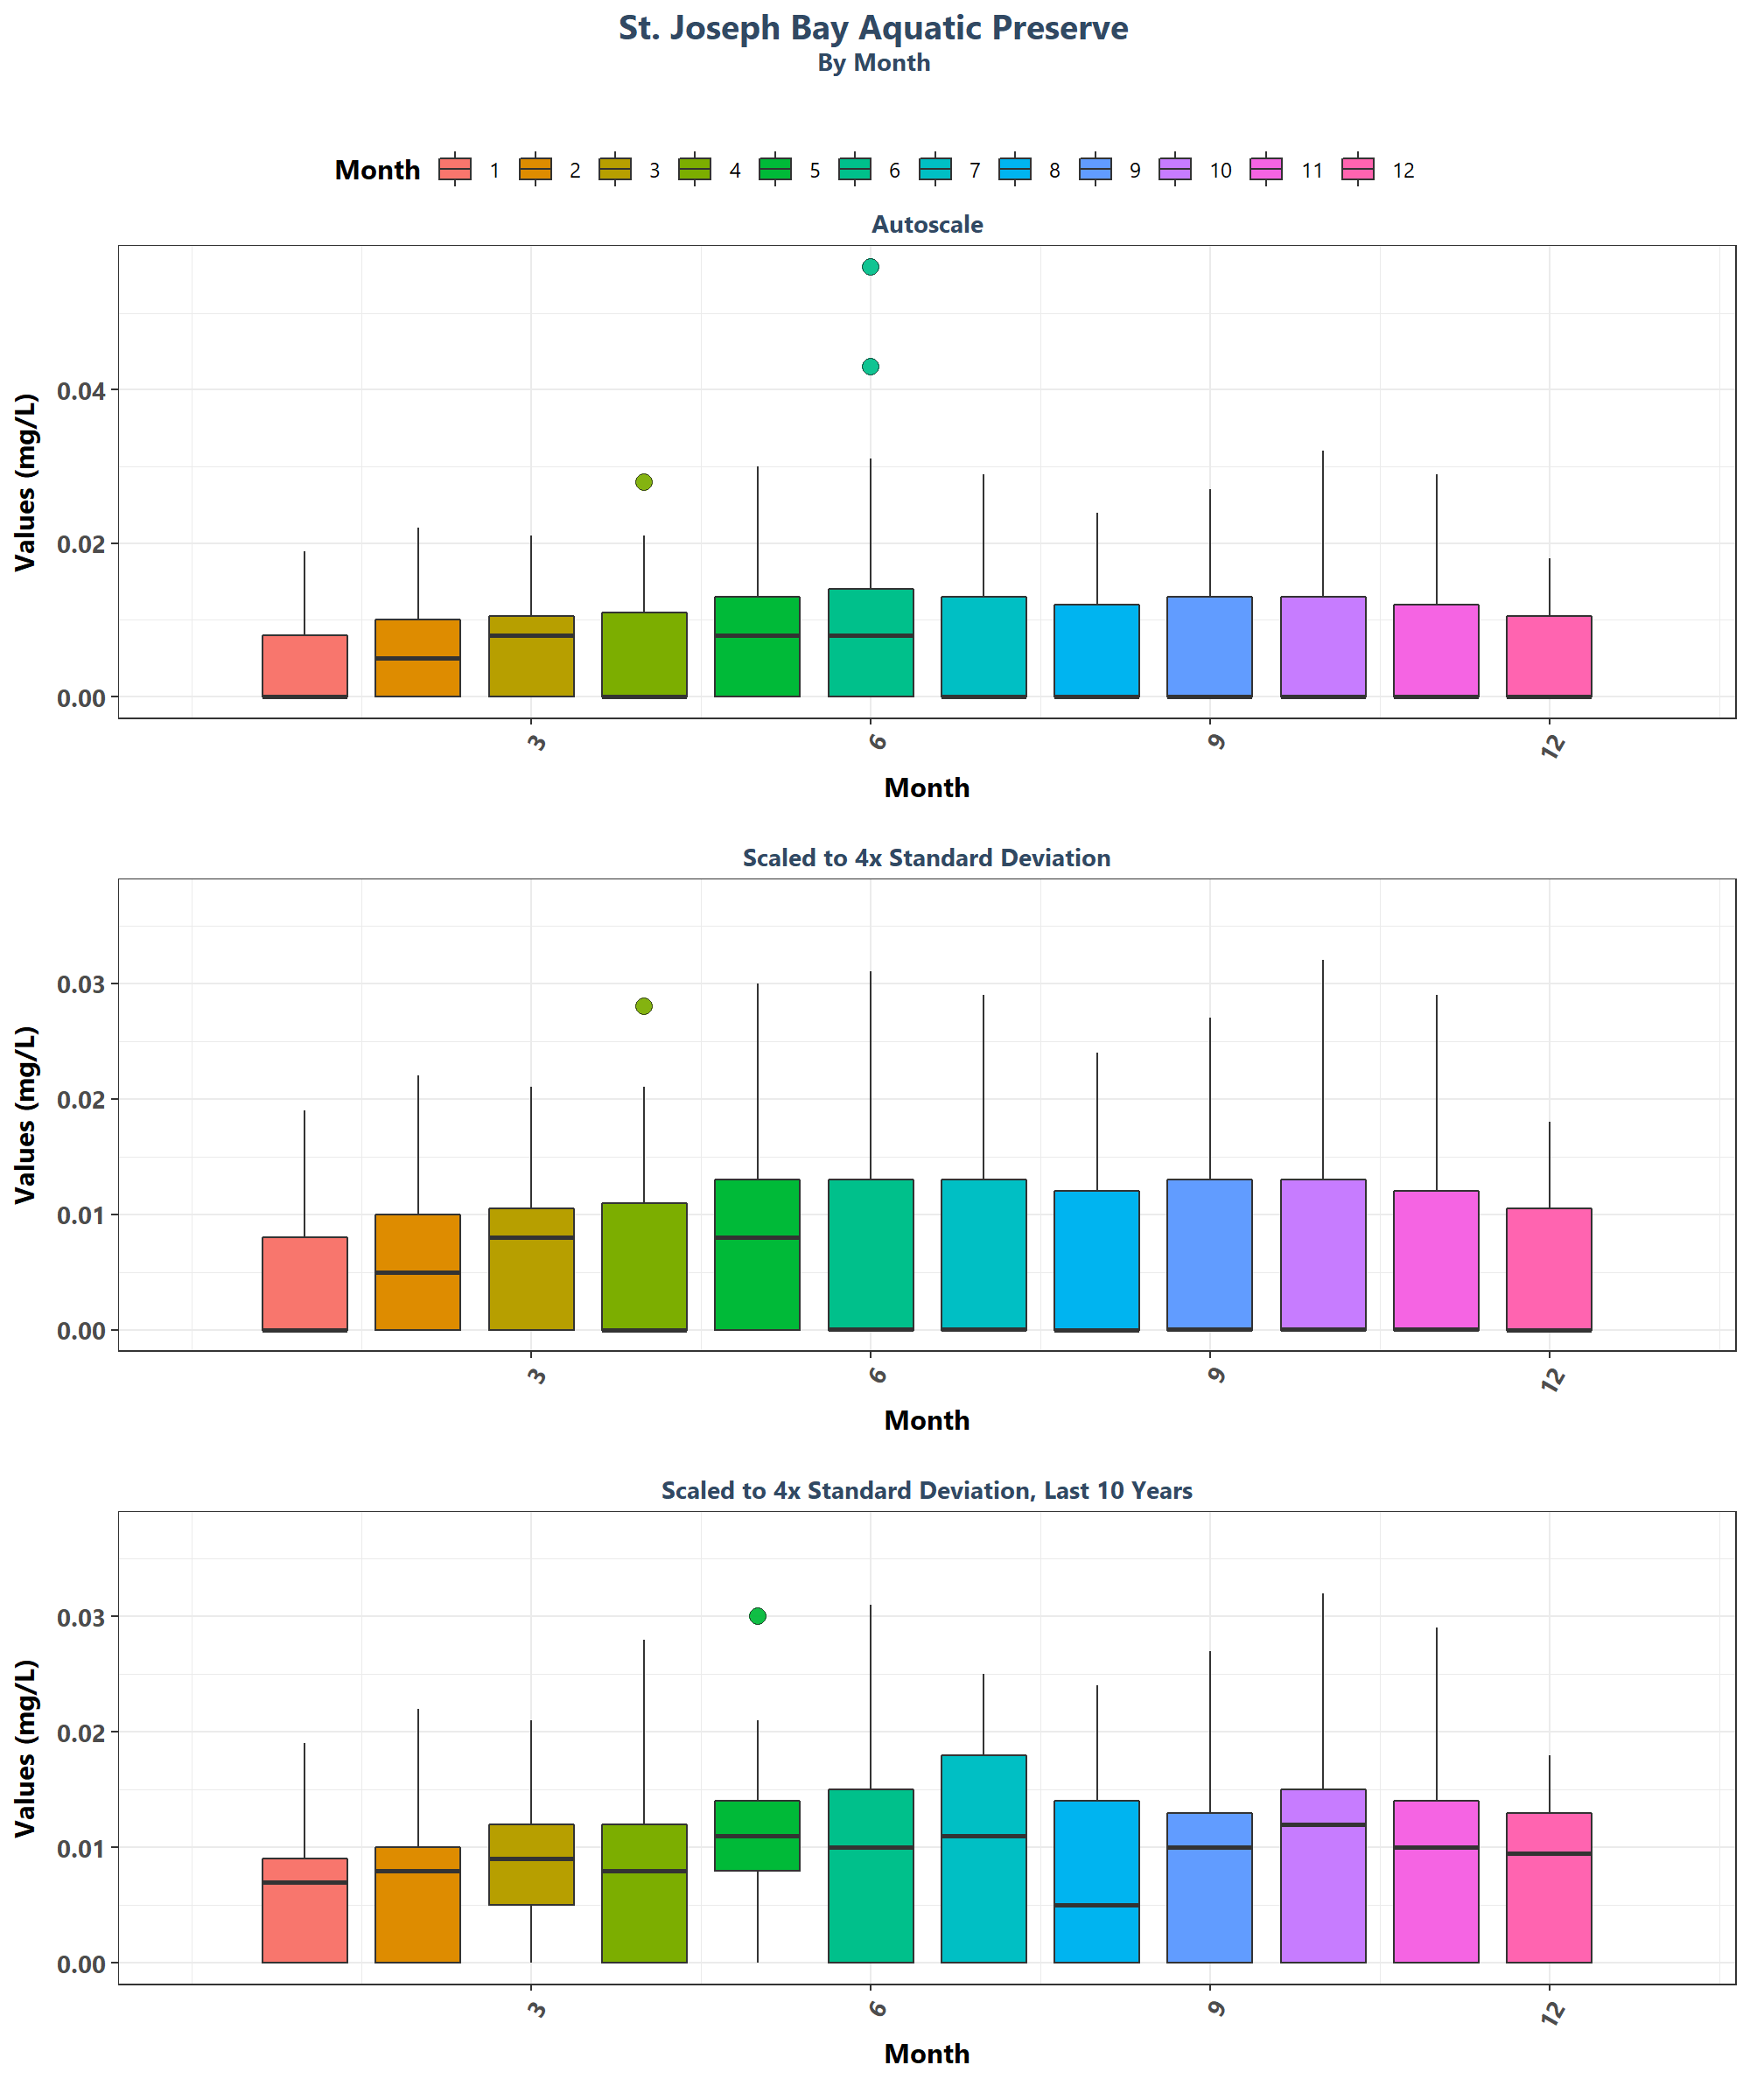 St. Joseph Bay Aquatic Preserve
By Month
Month 1 2 3 4 5 6 7 8 9 10 11 12
Autoscale
Values (mg/L)
0.04
0.02
0.00
3 6 9 12
Month
Scaled to 4x Standard Deviation
Values (mg/L)
0.03
0.02
0.01
0.00
3 6 9 12
Month
Scaled to 4x Standard Deviation, Last 10 Years
Values (mg/L)
0.03
0.02
0.01
0.00
3 6 9 12
Month